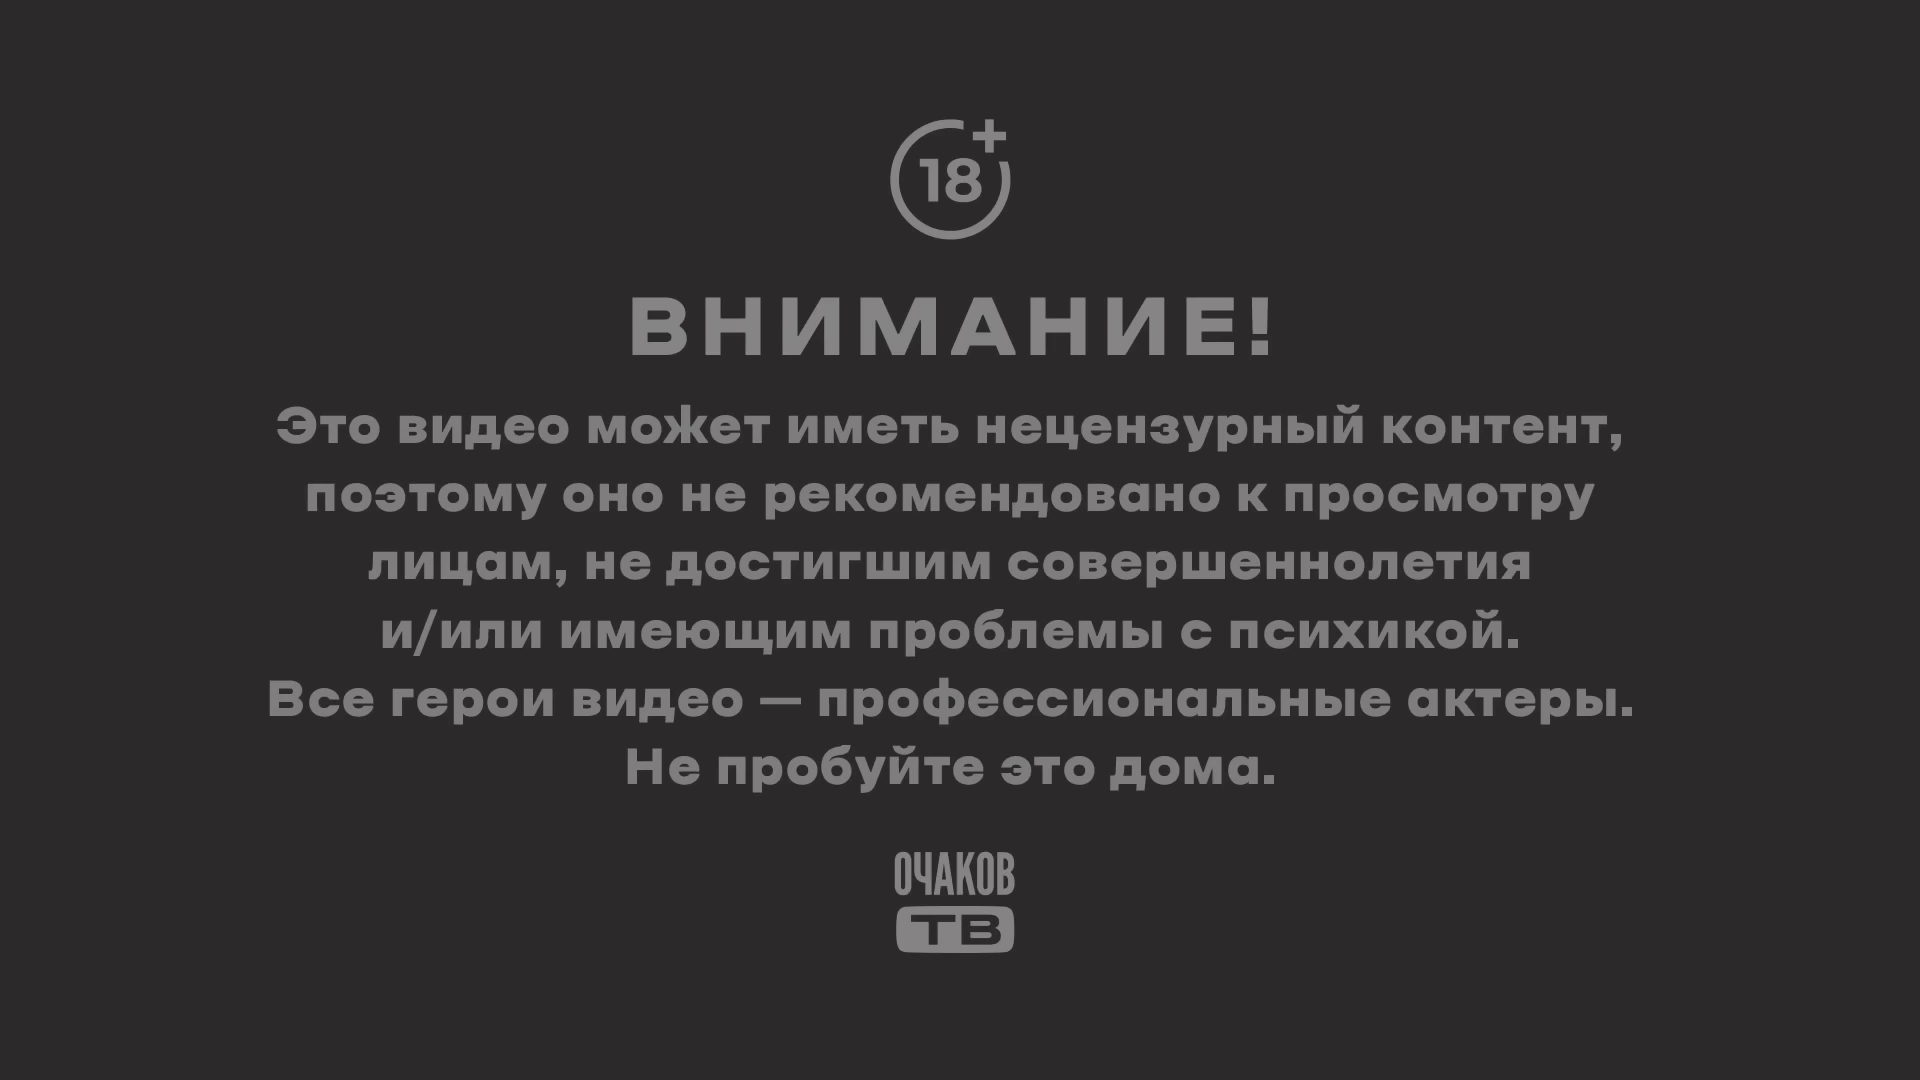 18+
ВНИМАНИЕ!
Это видео может иметь нецензурный контент,
поэтому оно не рекомендовано к просмотру
лицам, не достигшим совершеннолетия
и/или имеющим проблемы с психикой.
Все герои видео — профессиональные актеры.
Не пробуйте это дома.
ОЧАКОВ
ТВ